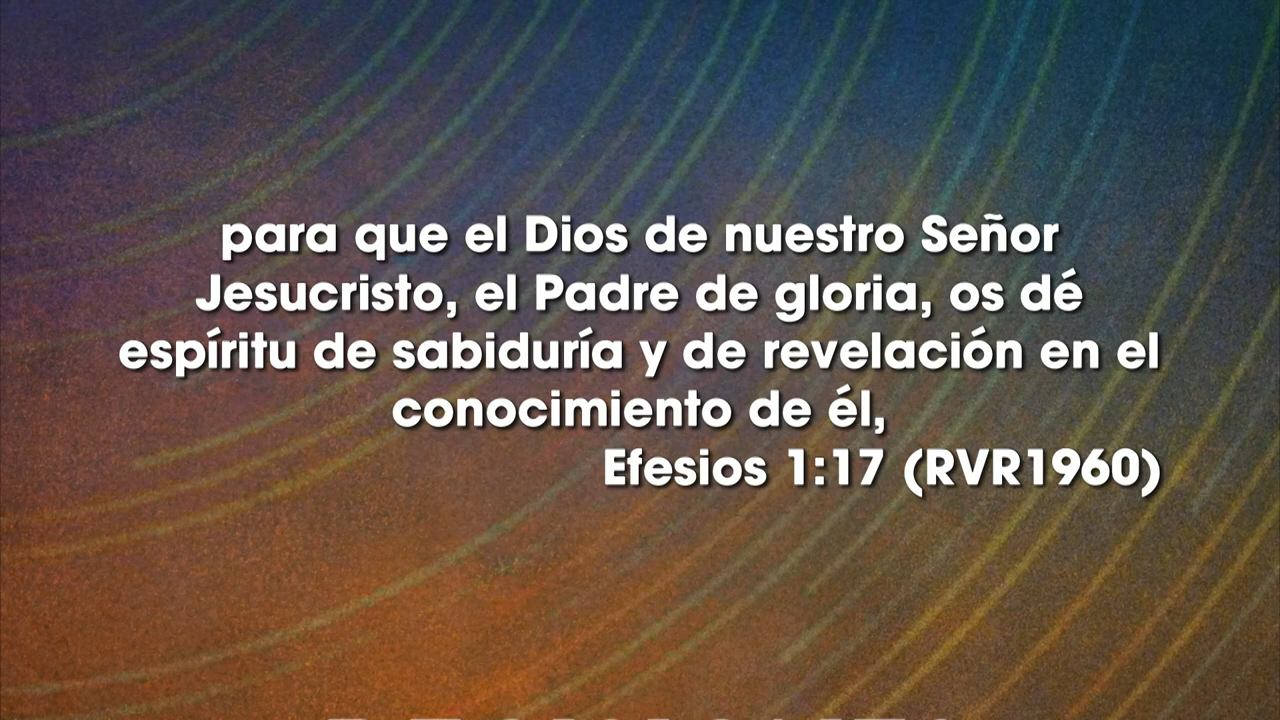 para que el Dios de nuestro Señor
Jesucristo, el Padre de gloria, os dé
espíritu de sabiduría y de revelación en el
conocimiento de él,
Efesios 1:17 (RVR1960)